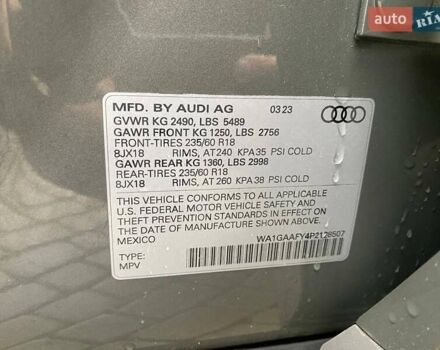 auto RIA
MFD. BY AUDI AG 03 23
GVWR KG 2490, LBS 5489
GAWR FRONT KG 1250, LBS 2756
FRONT-TIRES 235/60 R18
8JX18 RIMS, AT 240 KPA 35 PSI COLD
GAWR REAR KG 1360, LBS 2998
REAR-TIRES 235/60 R18
8JX18 RIMS, AT 260 KPA 38 PSI COLD
THIS VEHICLE CONFORMS TO ALL APPLICABLE
U.S. FEDERAL MOTOR VEHICLE SAFETY, BUMPER
AND THEFT PREVENTION STANDARDS IN EFFECT
ON THE DATE OF MANUFACTURE SHOWN ABOVE
MEXICO
TYPE:
MPV